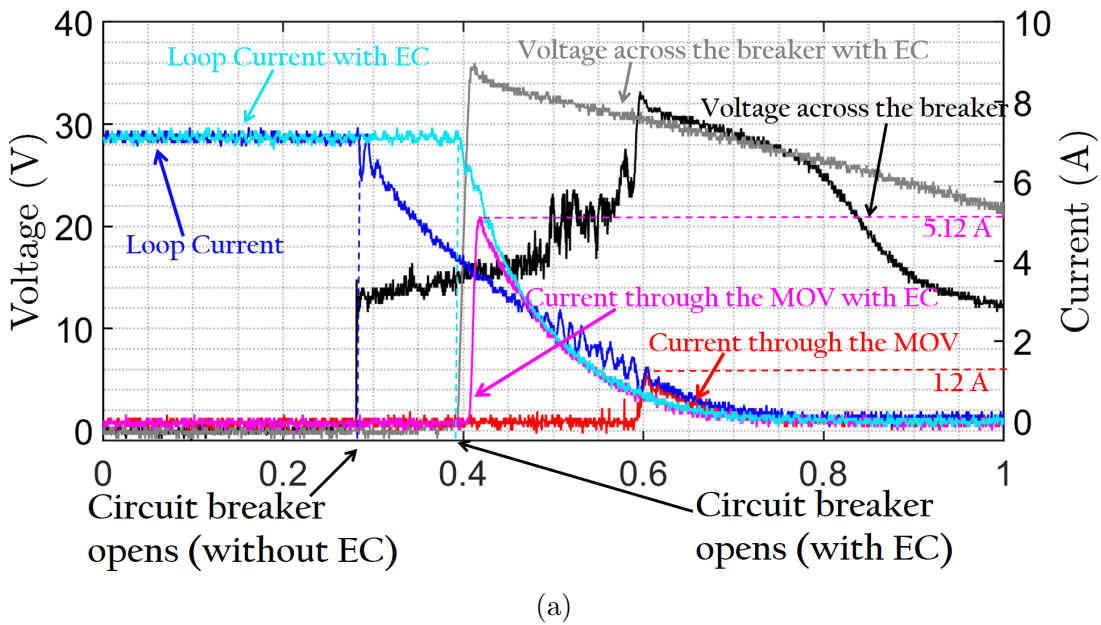 40
30
20
10
0
Voltage (V)
10
8
6
4
2
0
Current (A)
Loop Current with EC
Voltage across the breaker with EC
Voltage across the breaker
Loop Current
5.12 A
Current through the MOV with EC
Current through the MOV
1.2 A
0
0.2
0.4
0.6
0.8
1
Circuit breaker
opens (without EC)
Circuit breaker
opens (with EC)
(a)